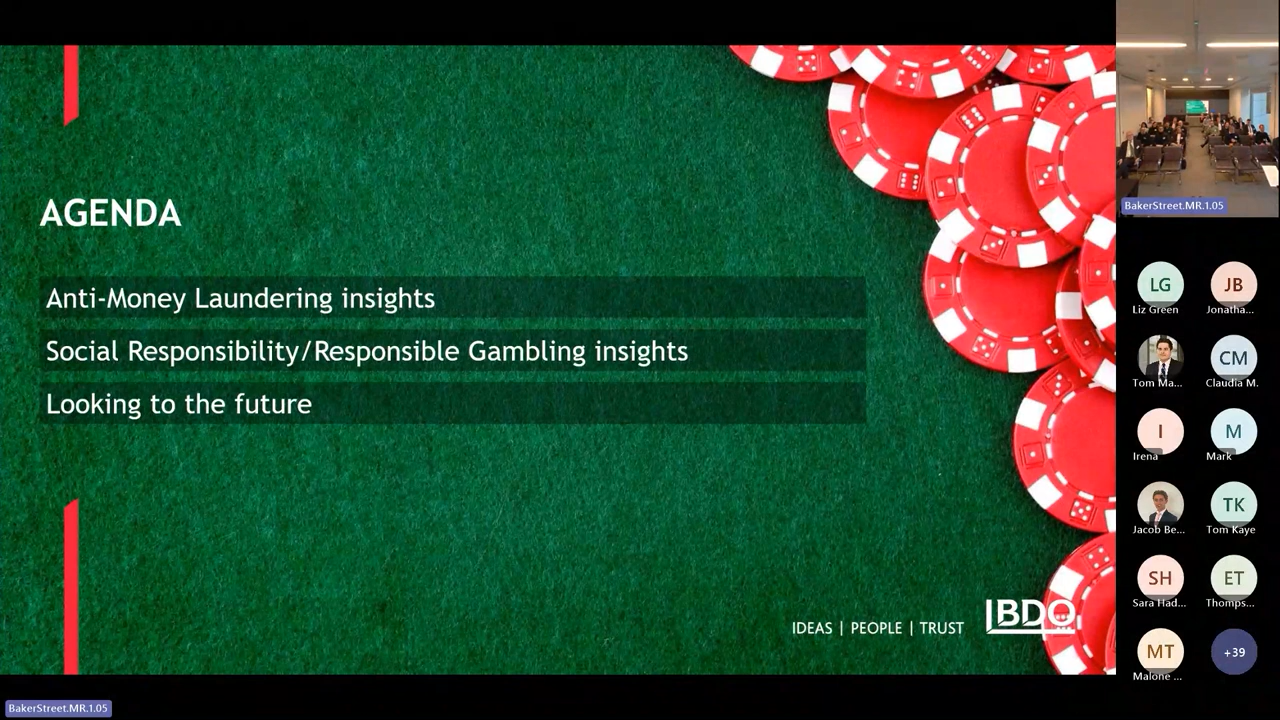 AGENDA
Anti-Money Laundering insights
Social Responsibility/Responsible Gambling insights
Looking to the future
IDEAS | PEOPLE | TRUST
BDO
BakerStreet.MR.1.05
BakerStreet.MR.1.05
LG
Liz Green
JB
Jonatha...
Tom Ma...
CM
Claudia M.
I
Irena
M
Mark
Jacob Be...
TK
Tom Kaye
SH
Sara Had...
ET
Thomps...
MT
Malone ...
+39